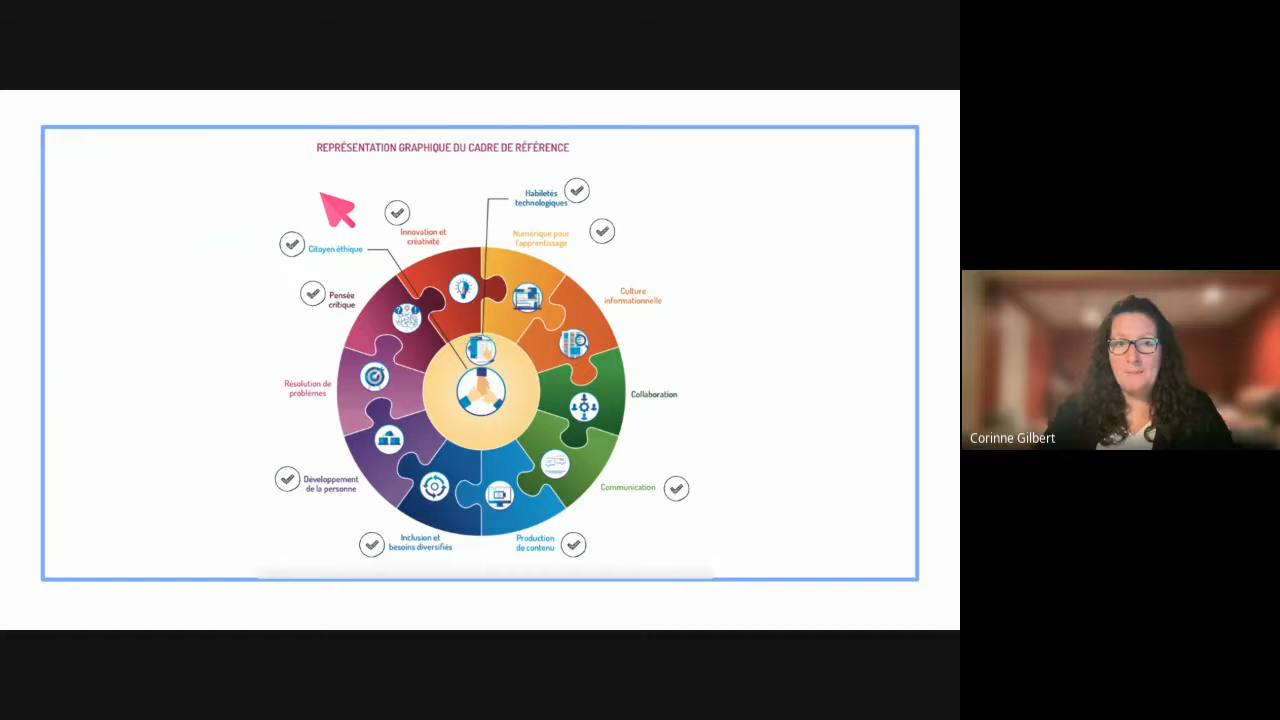 REPRÉSENTATION GRAPHIQUE DU CADRE DE RÉFÉRENCE
Habiletés
technologiques
Innovation et
créativité
Numérique pour
l'apprentissage
Citoyen éthique
Pensée
critique
Culture
informationnelle
Résolution de
problèmes
Collaboration
Développement
de la personne
Communication
Inclusion et
besoins diversifiés
Production
de contenu
Corinne Gilbert